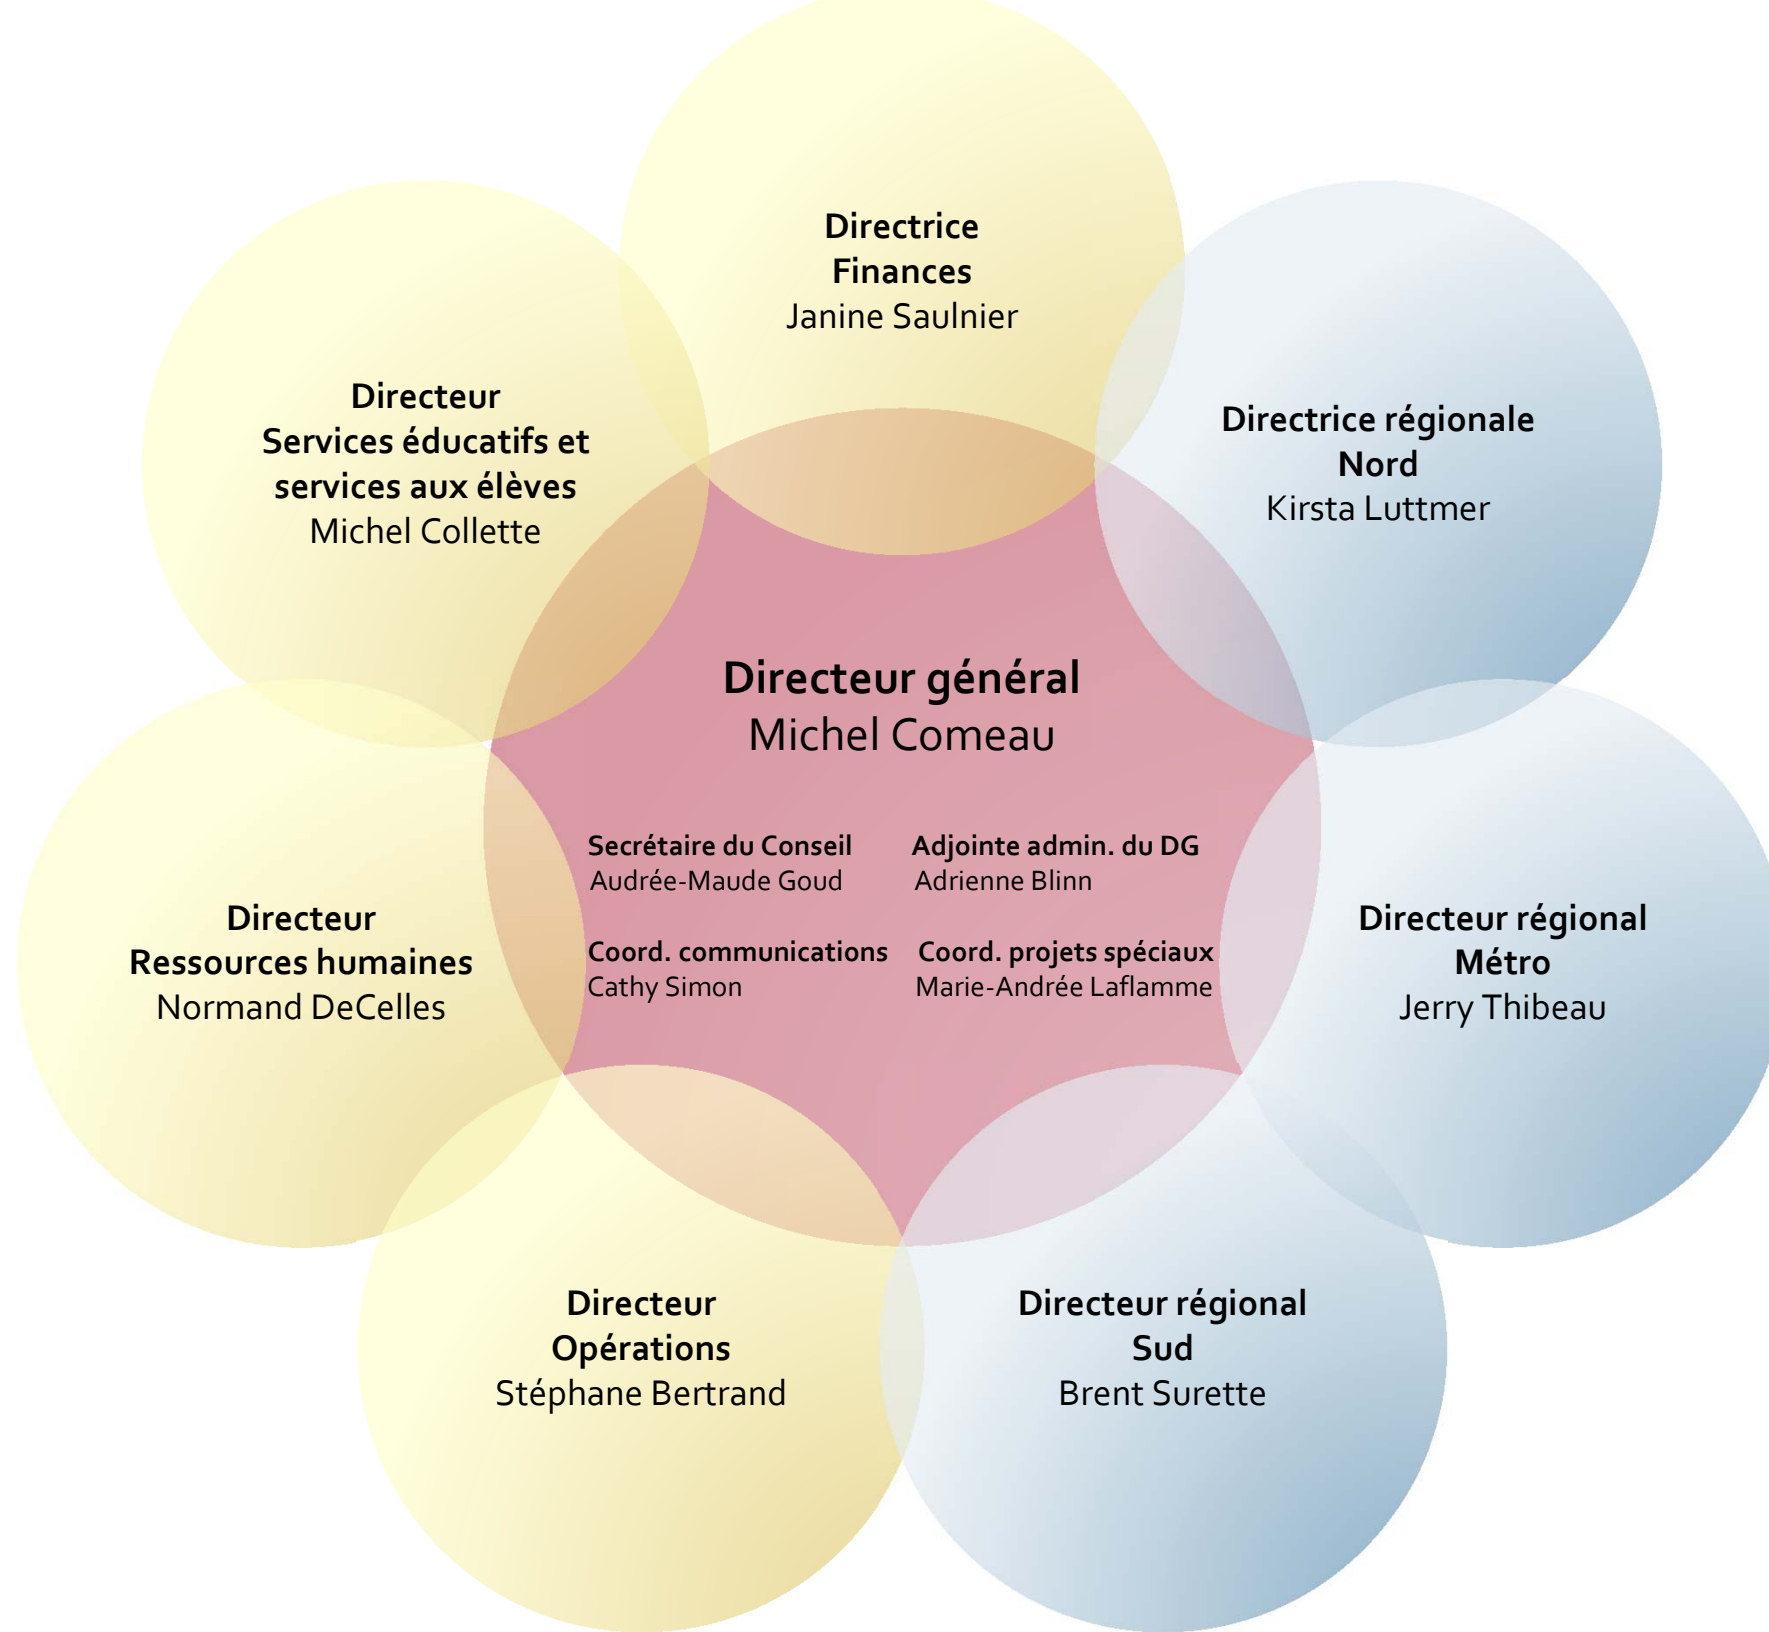 Directrice
Finances
Janine Saulnier
Directeur
Services éducatifs et
services aux élèves
Michel Collette
Directrice régionale
Nord
Kirsta Luttmer
Directeur général
Michel Comeau
Secrétaire du Conseil
Audrée-Maude Goud
Adjointe admin. du DG
Adrienne Blinn
Coord. communications
Cathy Simon
Coord. projets spéciaux
Marie-Andrée Laflamme
Directeur
Ressources humaines
Normand DeCelles
Directeur régional
Métro
Jerry Thibeau
Directeur
Opérations
Stéphane Bertrand
Directeur régional
Sud
Brent Surette